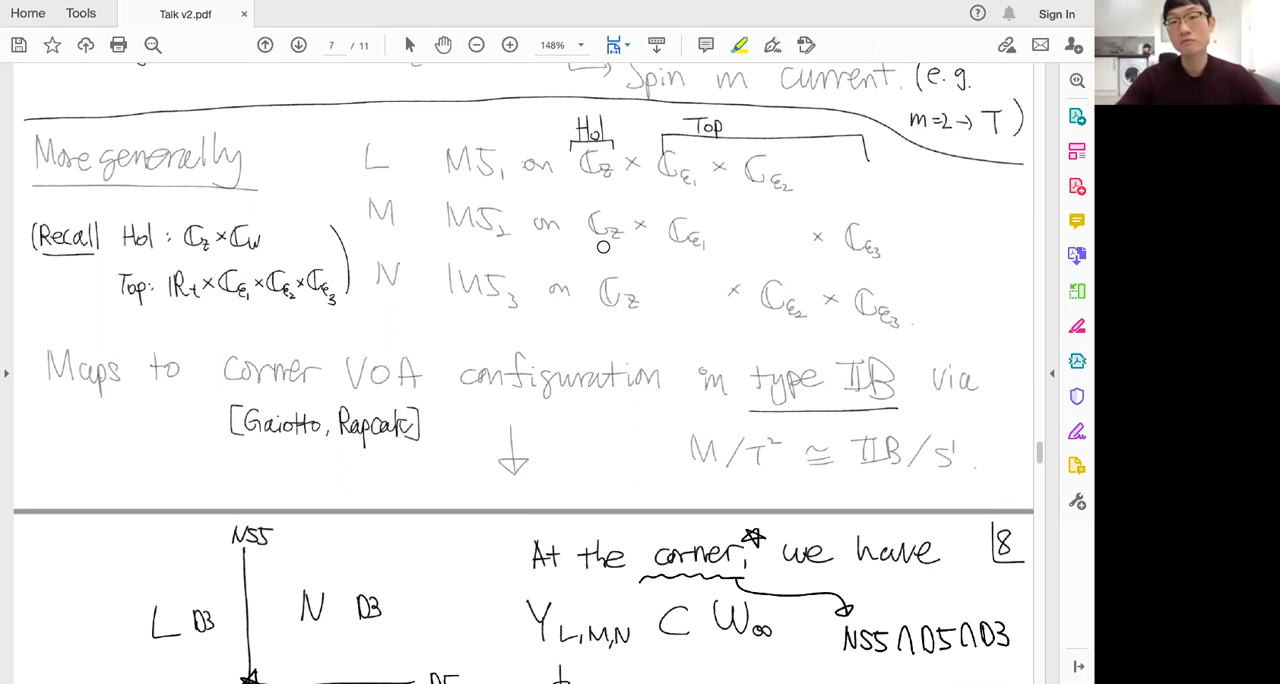 Home Tools Talk v2.pdf × Sign In
7 / 11 148%
Spin m current. (e.g.
m=2 → T )
Hol Top
More generally L M5₁ on ℂ_z × ℂ_ε₁ × ℂ_ε₂
M M5₂ on ℂ_z × ℂ_ε₁ × ℂ_ε₃
(Recall Hol : ℂ_z × ℂ_w
Top: ℝ_t × ℂ_ε₁ × ℂ_ε₂ × ℂ_ε₃ )
N M5₃ on ℂ_z × ℂ_ε₂ × ℂ_ε₃.
Maps to corner VOA configuration in type IIB via
[Gaiotto, Rapcak]
↓ M/T² ≅ IIB/S¹.
NS5
At the corner,* we have 8
L D3 N D3
Y_L,M,N ⊂ W_∞ NS5 ∩ D5 ∩ D3
D5